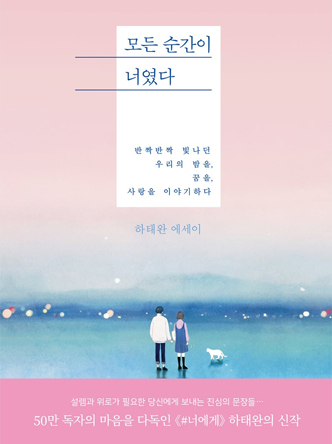 모든 순간이
너였다
반짝반짝 빛나던
우리의 밤을,
꿈을,
사랑을 이야기하다
하태완 에세이
설렘과 위로가 필요한 당신에게 보내는 진심의 문장들…
50만 독자의 마음을 다독인 《#너에게》 하태완의 신작